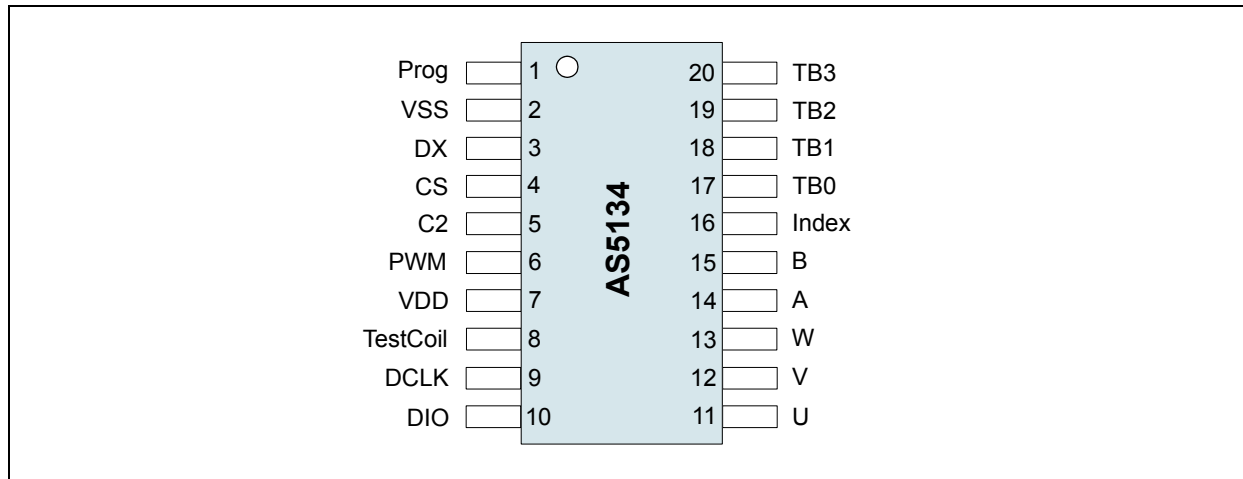 Prog 1 20 TB3
VSS 2 19 TB2
DX 3 18 TB1
CS 4 17 TB0
C2 5 16 Index
PWM 6 15 B
VDD 7 14 A
TestCoil 8 13 W
DCLK 9 12 V
DIO 10 11 U
AS5134